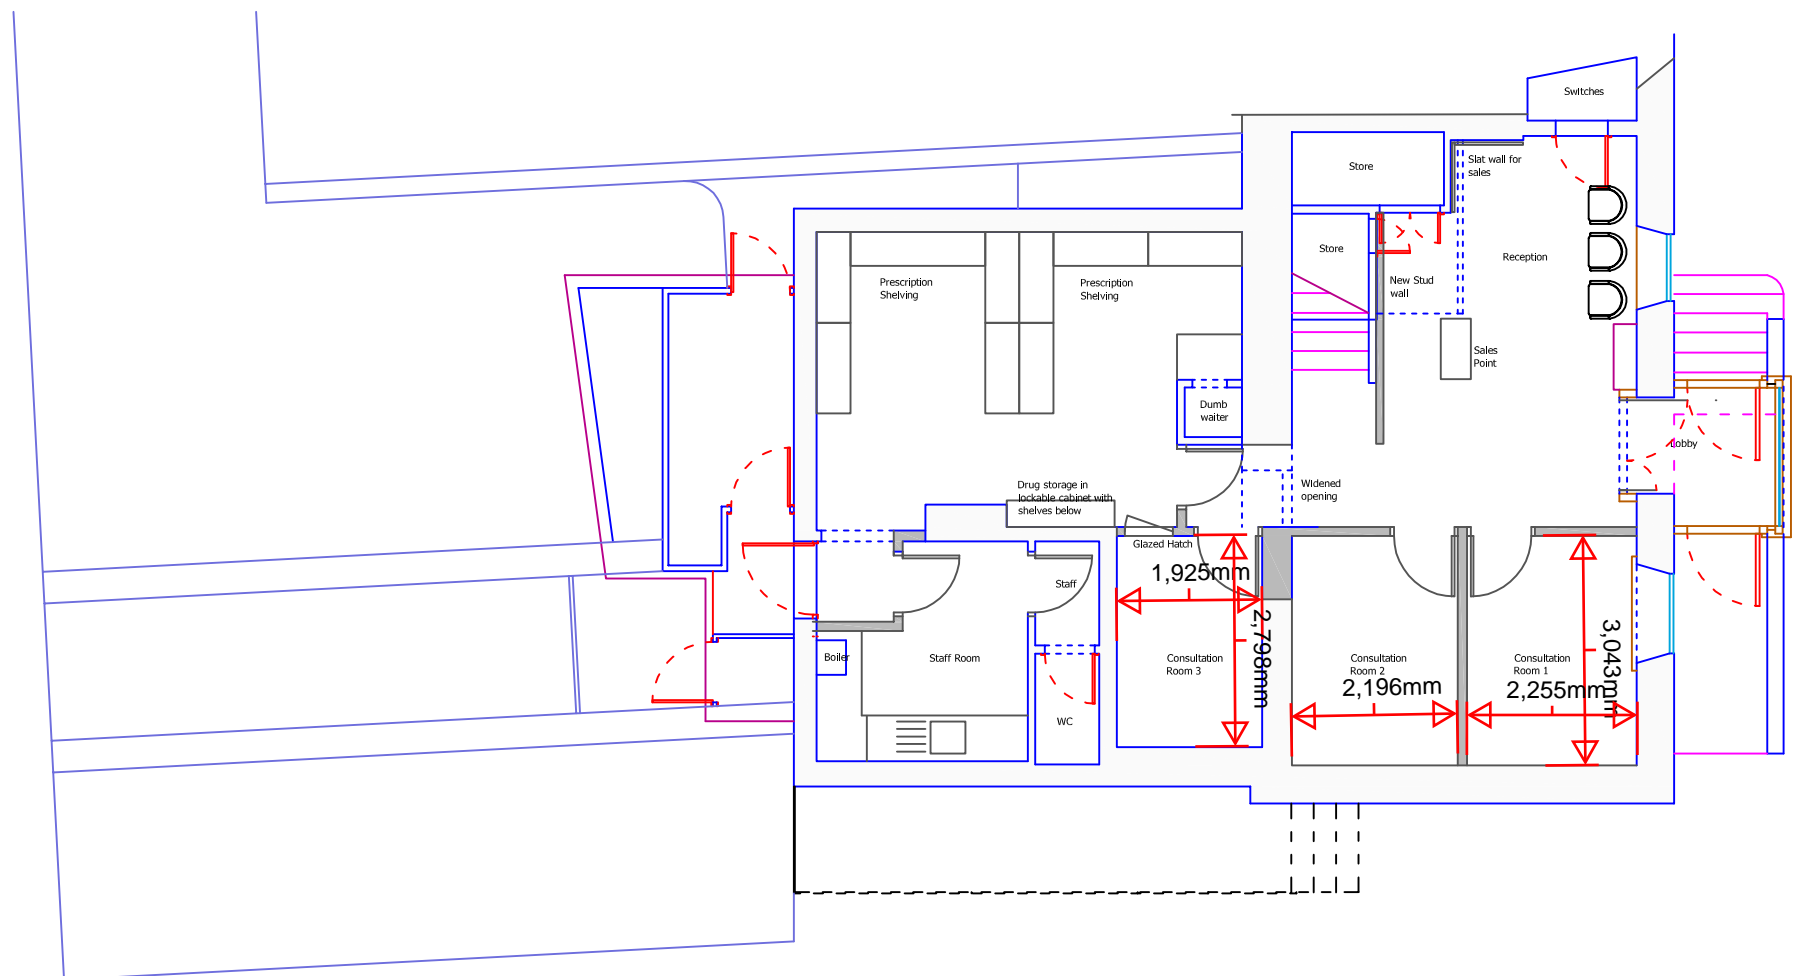 Switches
Store
Slat wall for
sales
Store
Reception
New Stud
wall
Prescription
Shelving
Prescription
Shelving
Sales
Point
Dumb
waiter
Lobby
Drug storage in
lockable cabinet with
shelves below
Widened
opening
Glazed Hatch
1,925mm
Staff
2,798mm
3,043mm
Boiler
Staff Room
Consultation
Room 3
Consultation
Room 2
Consultation
Room 1
2,196mm
2,255mm
WC